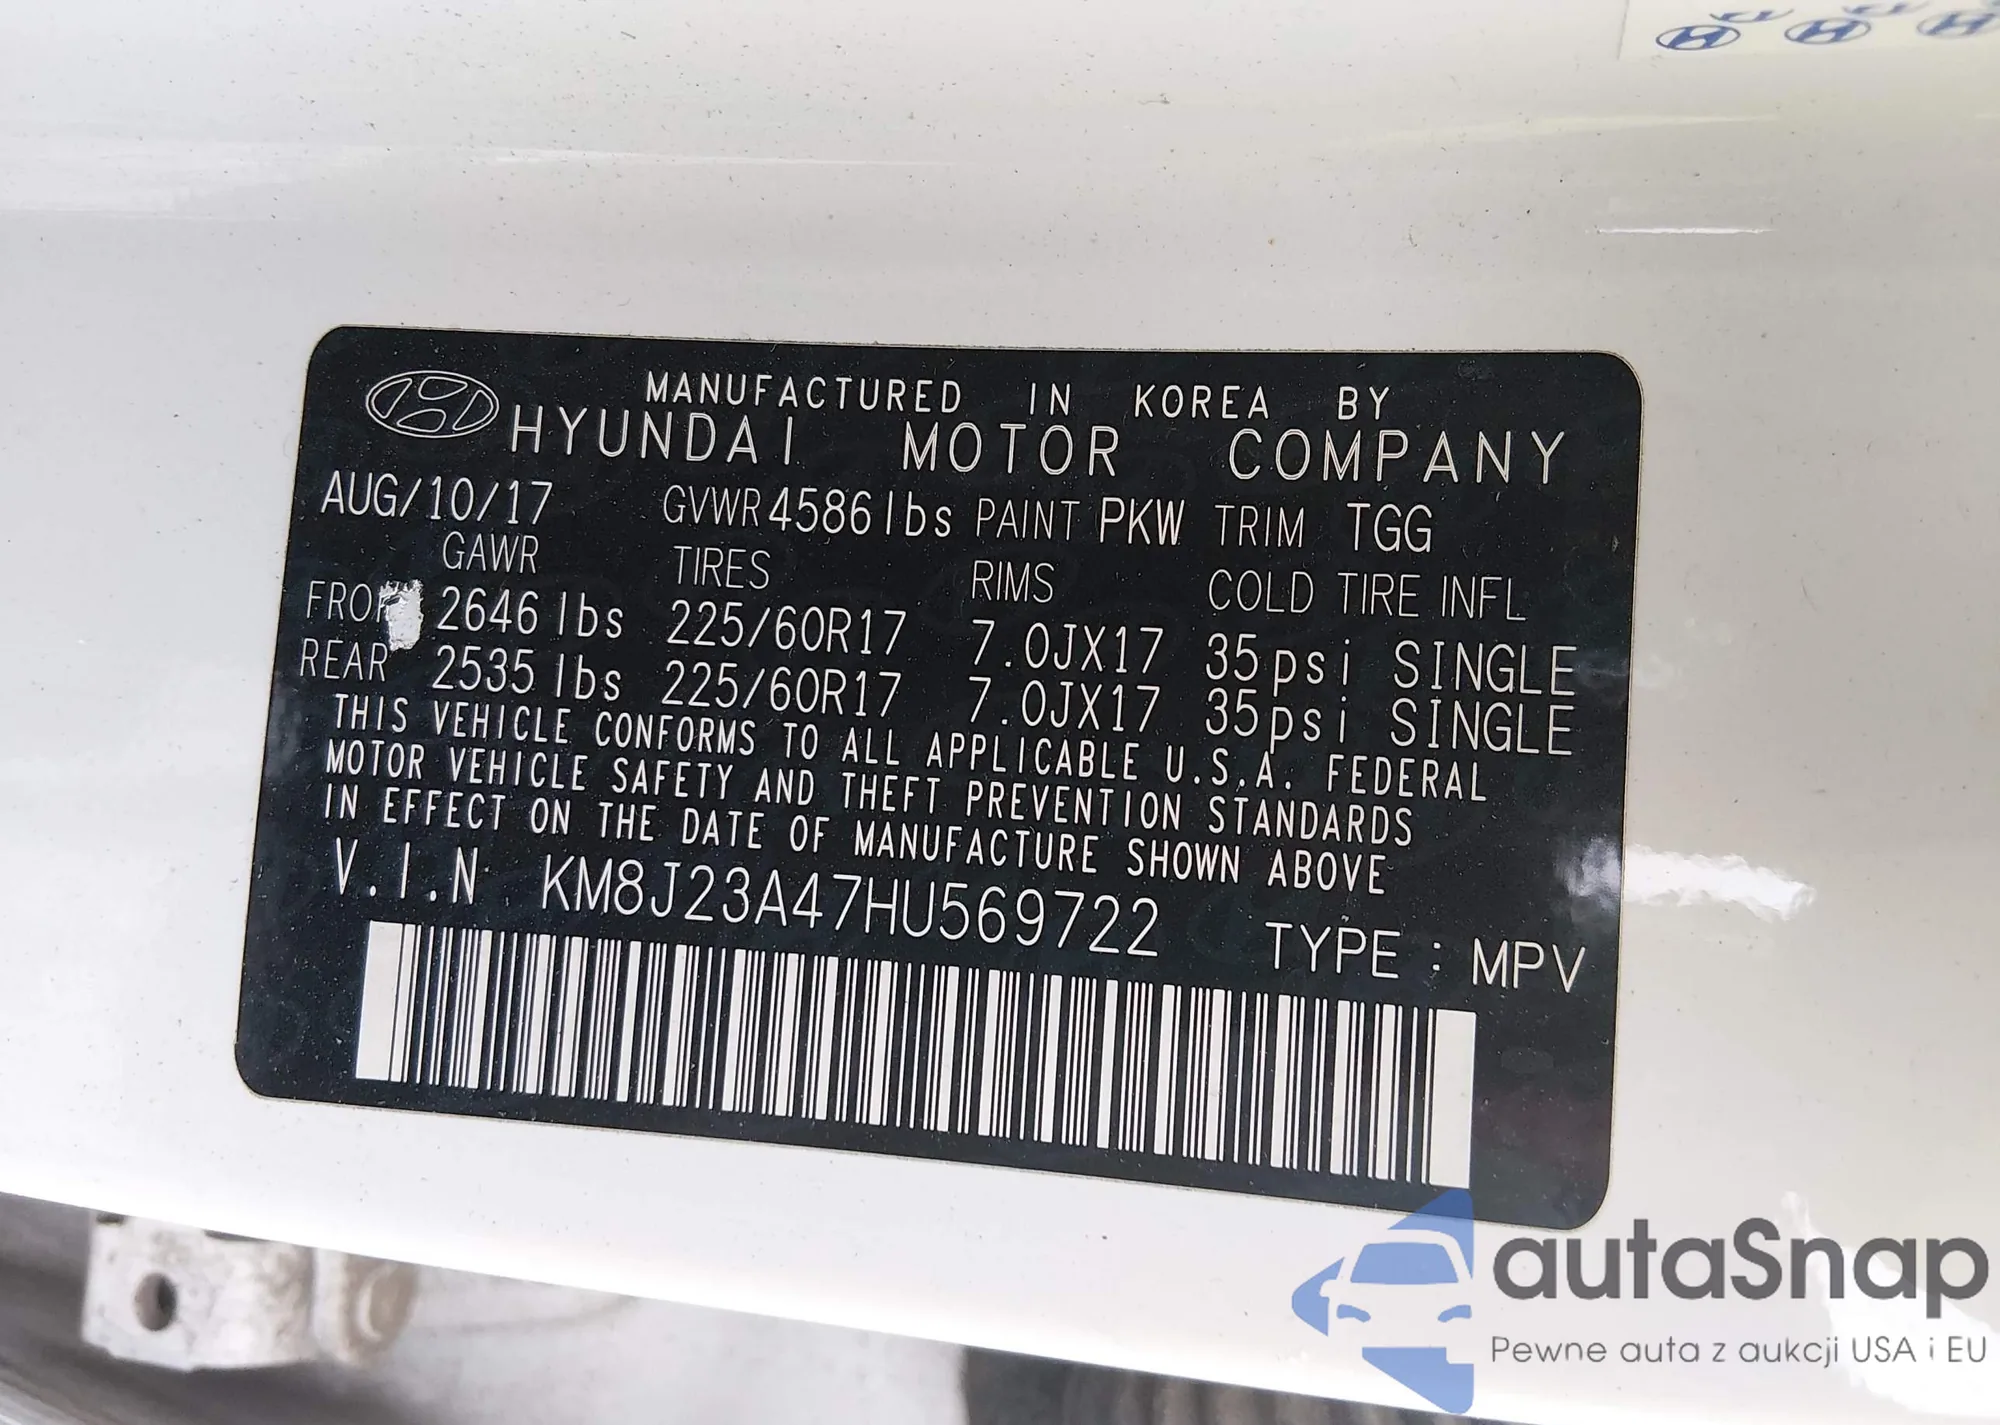 MANUFACTURED IN KOREA BY
HYUNDAI MOTOR COMPANY
AUG/10/17 GVWR 4586 lbs PAINT PKW TRIM TGG
GAWR TIRES RIMS COLD TIRE INFL
FRO 2646 lbs 225/60R17 7.0JX17 35psi SINGLE
REAR 2535 lbs 225/60R17 7.0JX17 35psi SINGLE
THIS VEHICLE CONFORMS TO ALL APPLICABLE U.S.A. FEDERAL
MOTOR VEHICLE SAFETY AND THEFT PREVENTION STANDARDS
IN EFFECT ON THE DATE OF MANUFACTURE SHOWN ABOVE
V.I.N KM8J23A47HU569722 TYPE : MPV
autaSnap
Pewne auta z aukcji USA i EU